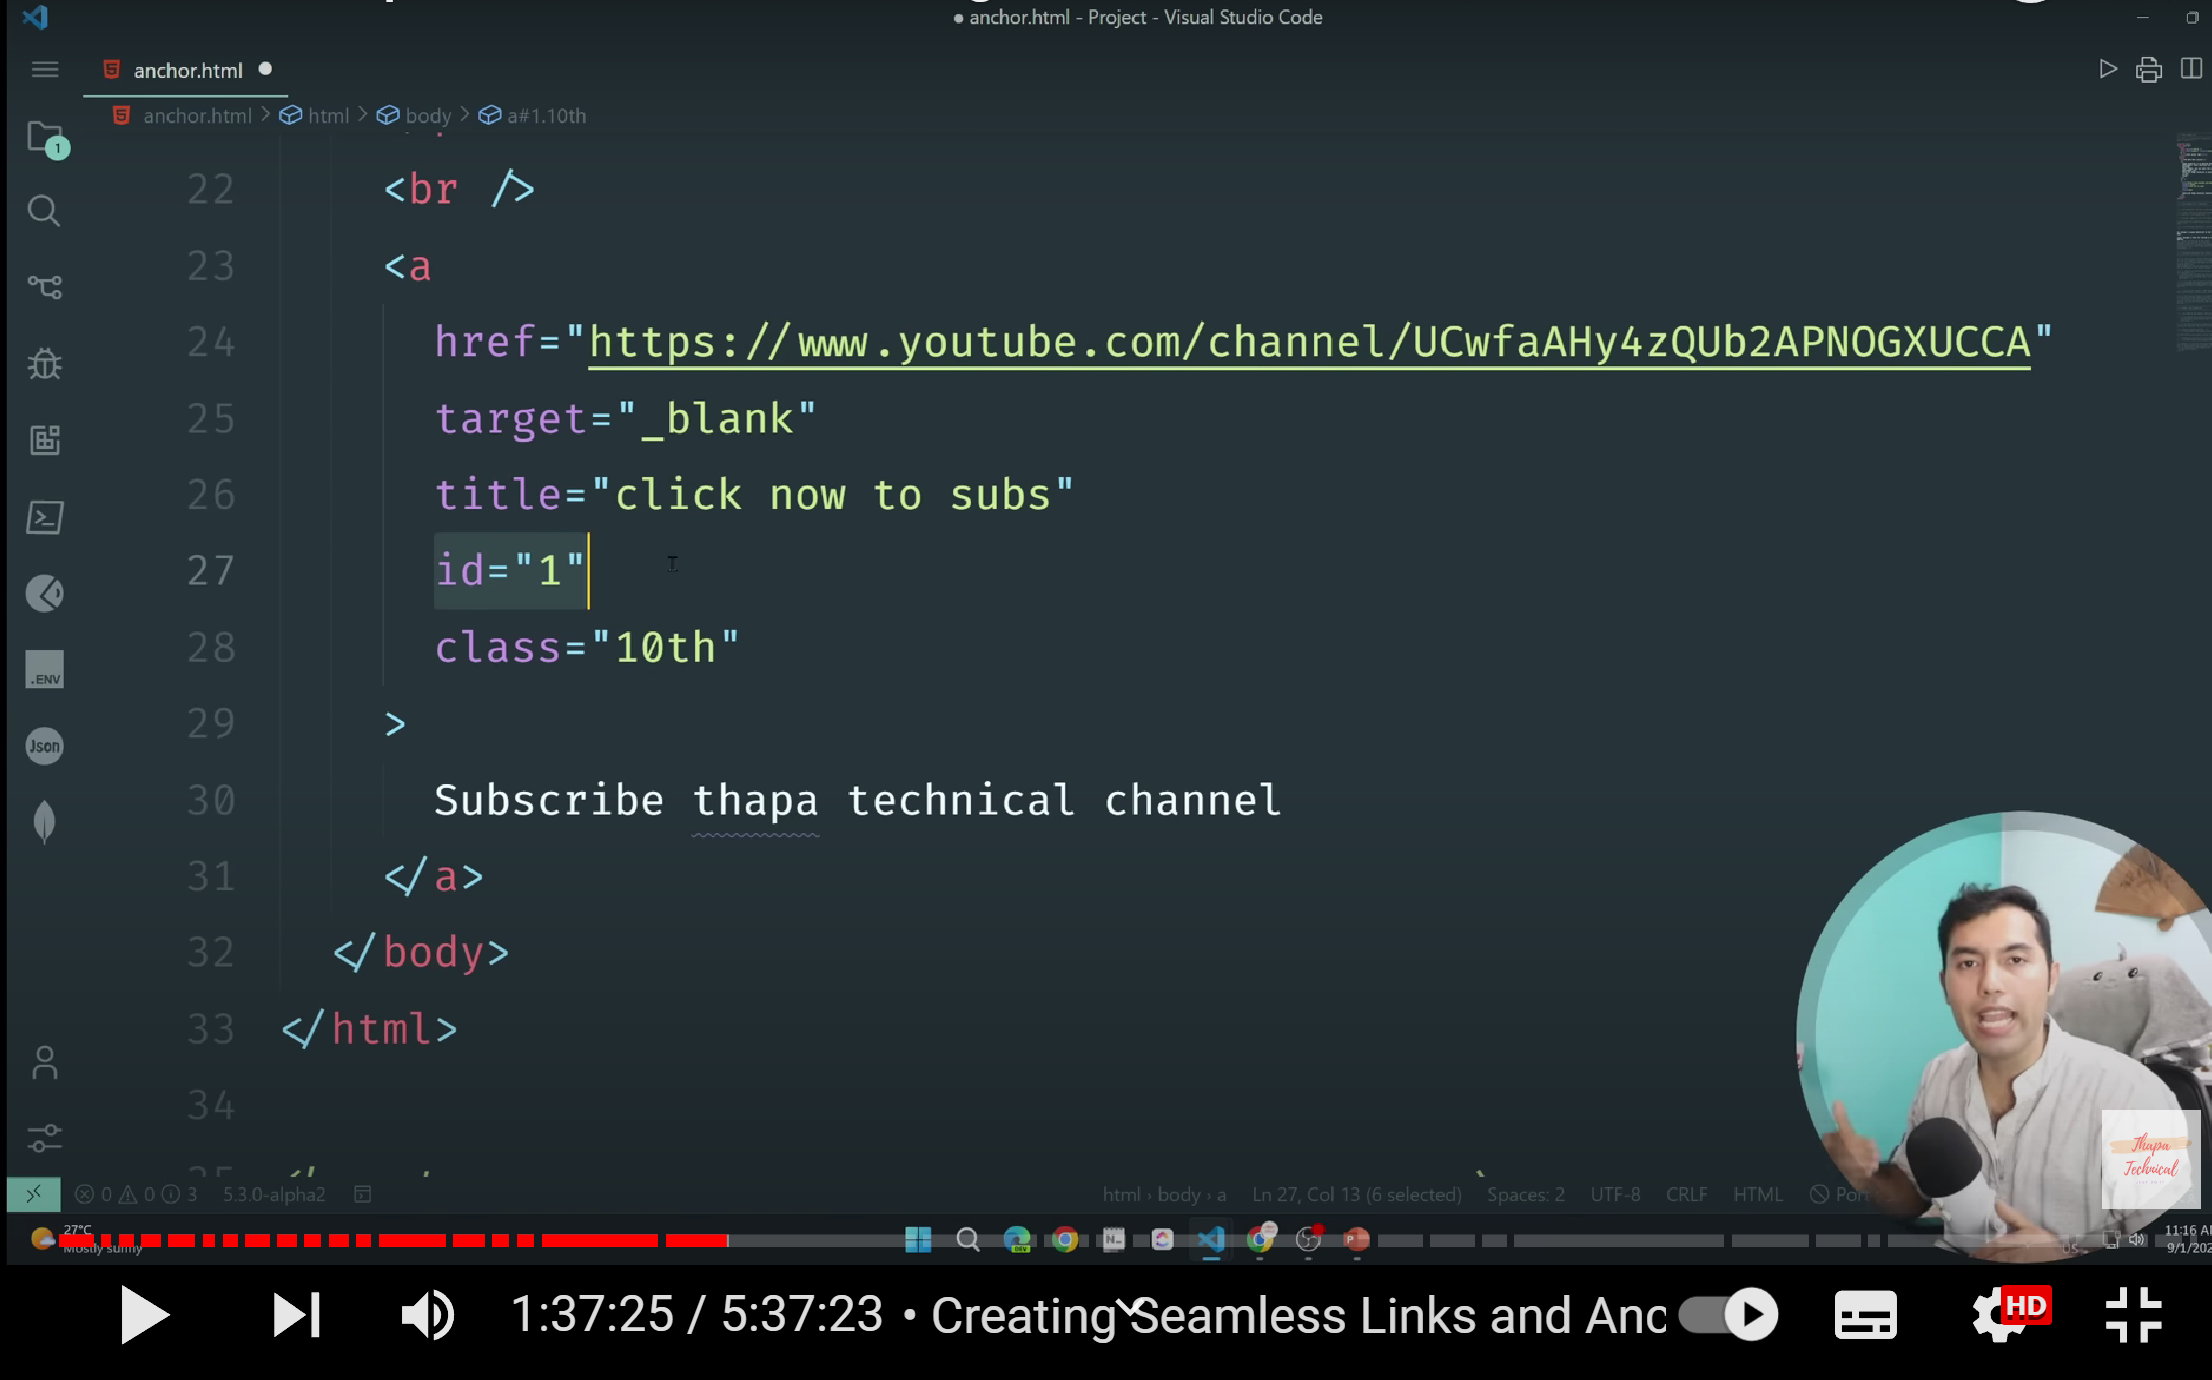 anchor.html - Project - Visual Studio Code
anchor.html
anchor.html > html > body > a#1.10th
22 <br />
23 <a
24 href="https://www.youtube.com/channel/UCwfaAHy4zQUb2APNOGXUCCA"
25 target="_blank"
26 title="click now to subs"
27 id="1"
28 class="10th"
29 >
30 Subscribe thapa technical channel
31 </a>
32 </body>
33 </html>
34
1
.ENV
Json
Thapa
Technical
0 0 3 5.3.0-alpha2 html > body > a Ln 27, Col 13 (6 selected) Spaces: 2 UTF-8 CRLF HTML
27°C
Mostly sunny
11:16
9/1/202
1:37:25 / 5:37:23 • Creating Seamless Links and Anc
HD